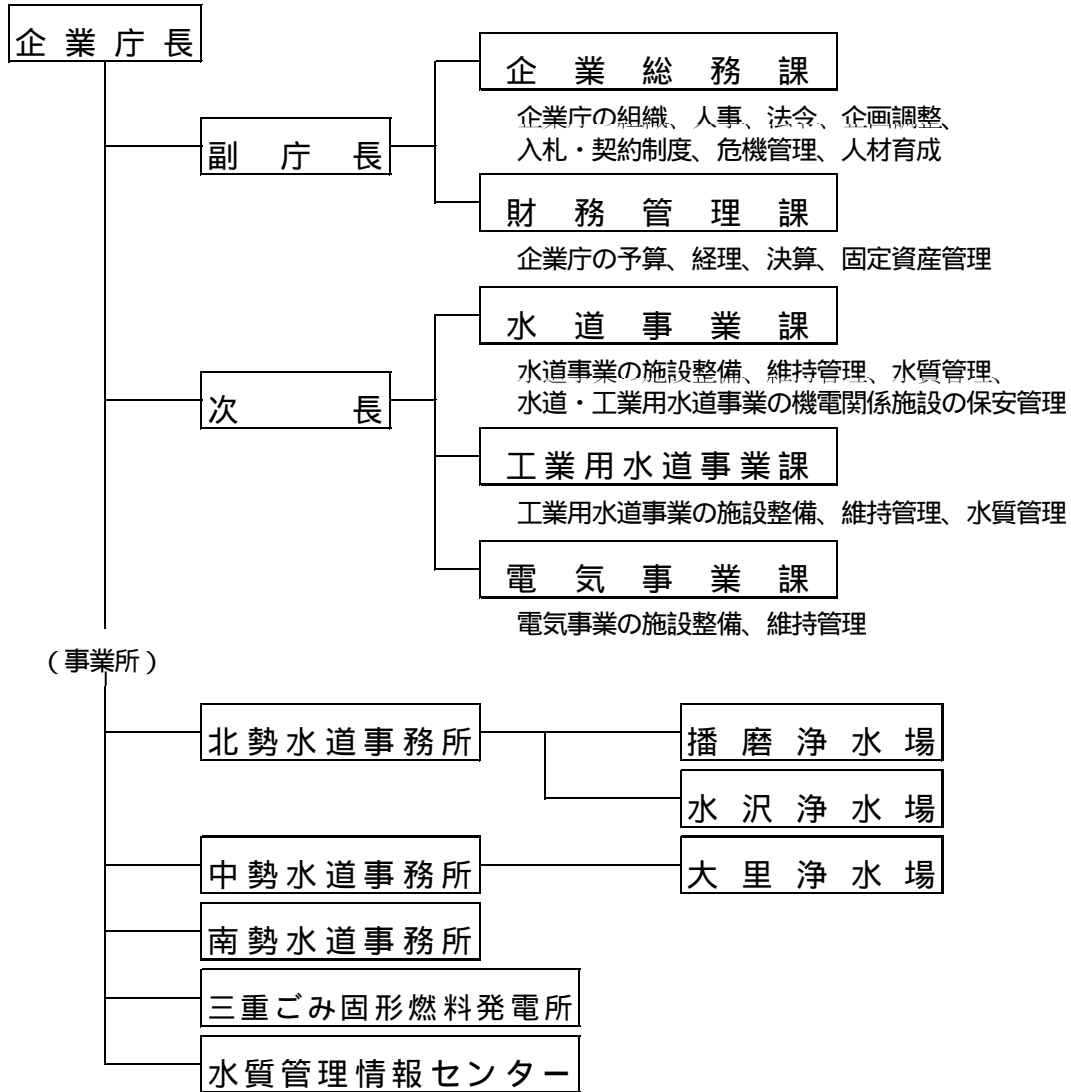 企業庁長
企業総務課
企業庁の組織、人事、法令、企画調整、
入札・契約制度、危機管理、人材育成
副庁長
財務管理課
企業庁の予算、経理、決算、固定資産管理
水道事業課
水道事業の施設整備、維持管理、水質管理、
水道・工業用水道事業の機電関係施設の保安管理
次長
工業用水道事業課
工業用水道事業の施設整備、維持管理、水質管理
電気事業課
電気事業の施設整備、維持管理
(事業所)
北勢水道事務所
播磨浄水場
水沢浄水場
中勢水道事務所
大里浄水場
南勢水道事務所
三重ごみ固形燃料発電所
水質管理情報センター